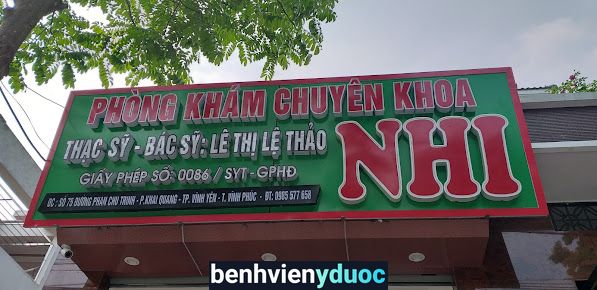 PHÒNG KHÁM CHUYÊN KHOA
THẠC SỸ - BÁC SỸ: LÊ THỊ LỆ THẢO
NHI
GIẤY PHÉP SỐ: 0086 / SYT - GPHĐ
ĐC : SỐ 75 ĐƯỜNG PHAN CHU TRINH - P. KHAI QUANG - TP. VĨNH YÊN - T. VĨNH PHÚC - ĐT: 0985 577 658
benhvienyduoc